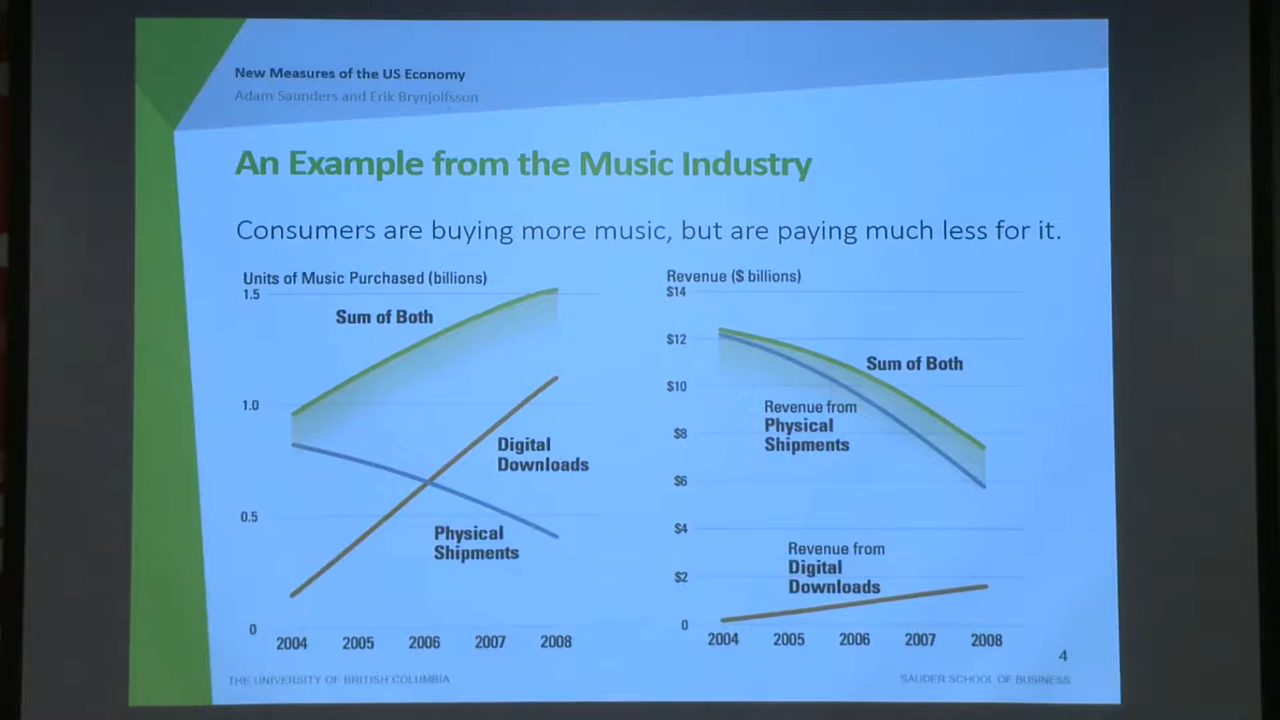 New Measures of the US Economy
Adam Saunders and Erik Brynjolfsson
An Example from the Music Industry
Consumers are buying more music, but are paying much less for it.
Units of Music Purchased (billions)
1.5
Sum of Both
1.0
Digital
Downloads
0.5
Physical
Shipments
0
2004 2005 2006 2007 2008
Revenue ($ billions)
$14
$12
Sum of Both
$10
Revenue from
Physical
Shipments
$8
$6
$4
Revenue from
Digital
Downloads
$2
0
2004 2005 2006 2007 2008
4
THE UNIVERSITY OF BRITISH COLUMBIA
SAUDER SCHOOL OF BUSINESS